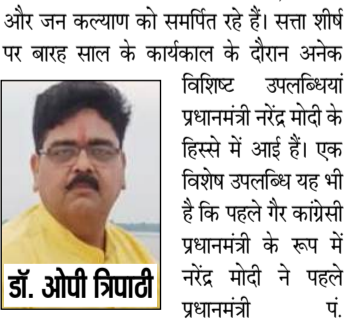 और जन कल्याण को समर्पित रहे हैं। सत्ता शीर्ष
पर बारह साल के कार्यकाल के दौरान अनेक
विशिष्ट उपलब्धियां
प्रधानमंत्री नरेंद्र मोदी के
हिस्से में आई हैं। एक
विशेष उपलब्धि यह भी
है कि पहले गैर कांग्रेसी
प्रधानमंत्री के रूप में
नरेंद्र मोदी ने पहले
प्रधानमंत्री पं.
डॉ. ओपी त्रिपाठी